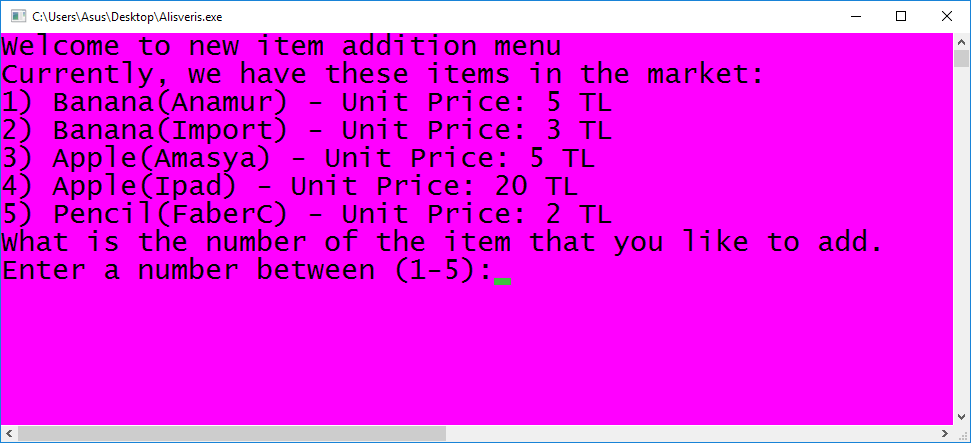 C:\Users\Asus\Desktop\Alisveris.exe
Welcome to new item addition menu
Currently, we have these items in the market:
1) Banana(Anamur) - Unit Price: 5 TL
2) Banana(Import) - Unit Price: 3 TL
3) Apple(Amasya) - Unit Price: 5 TL
4) Apple(Ipad) - Unit Price: 20 TL
5) Pencil(FaberC) - Unit Price: 2 TL
What is the number of the item that you like to add.
Enter a number between (1-5):